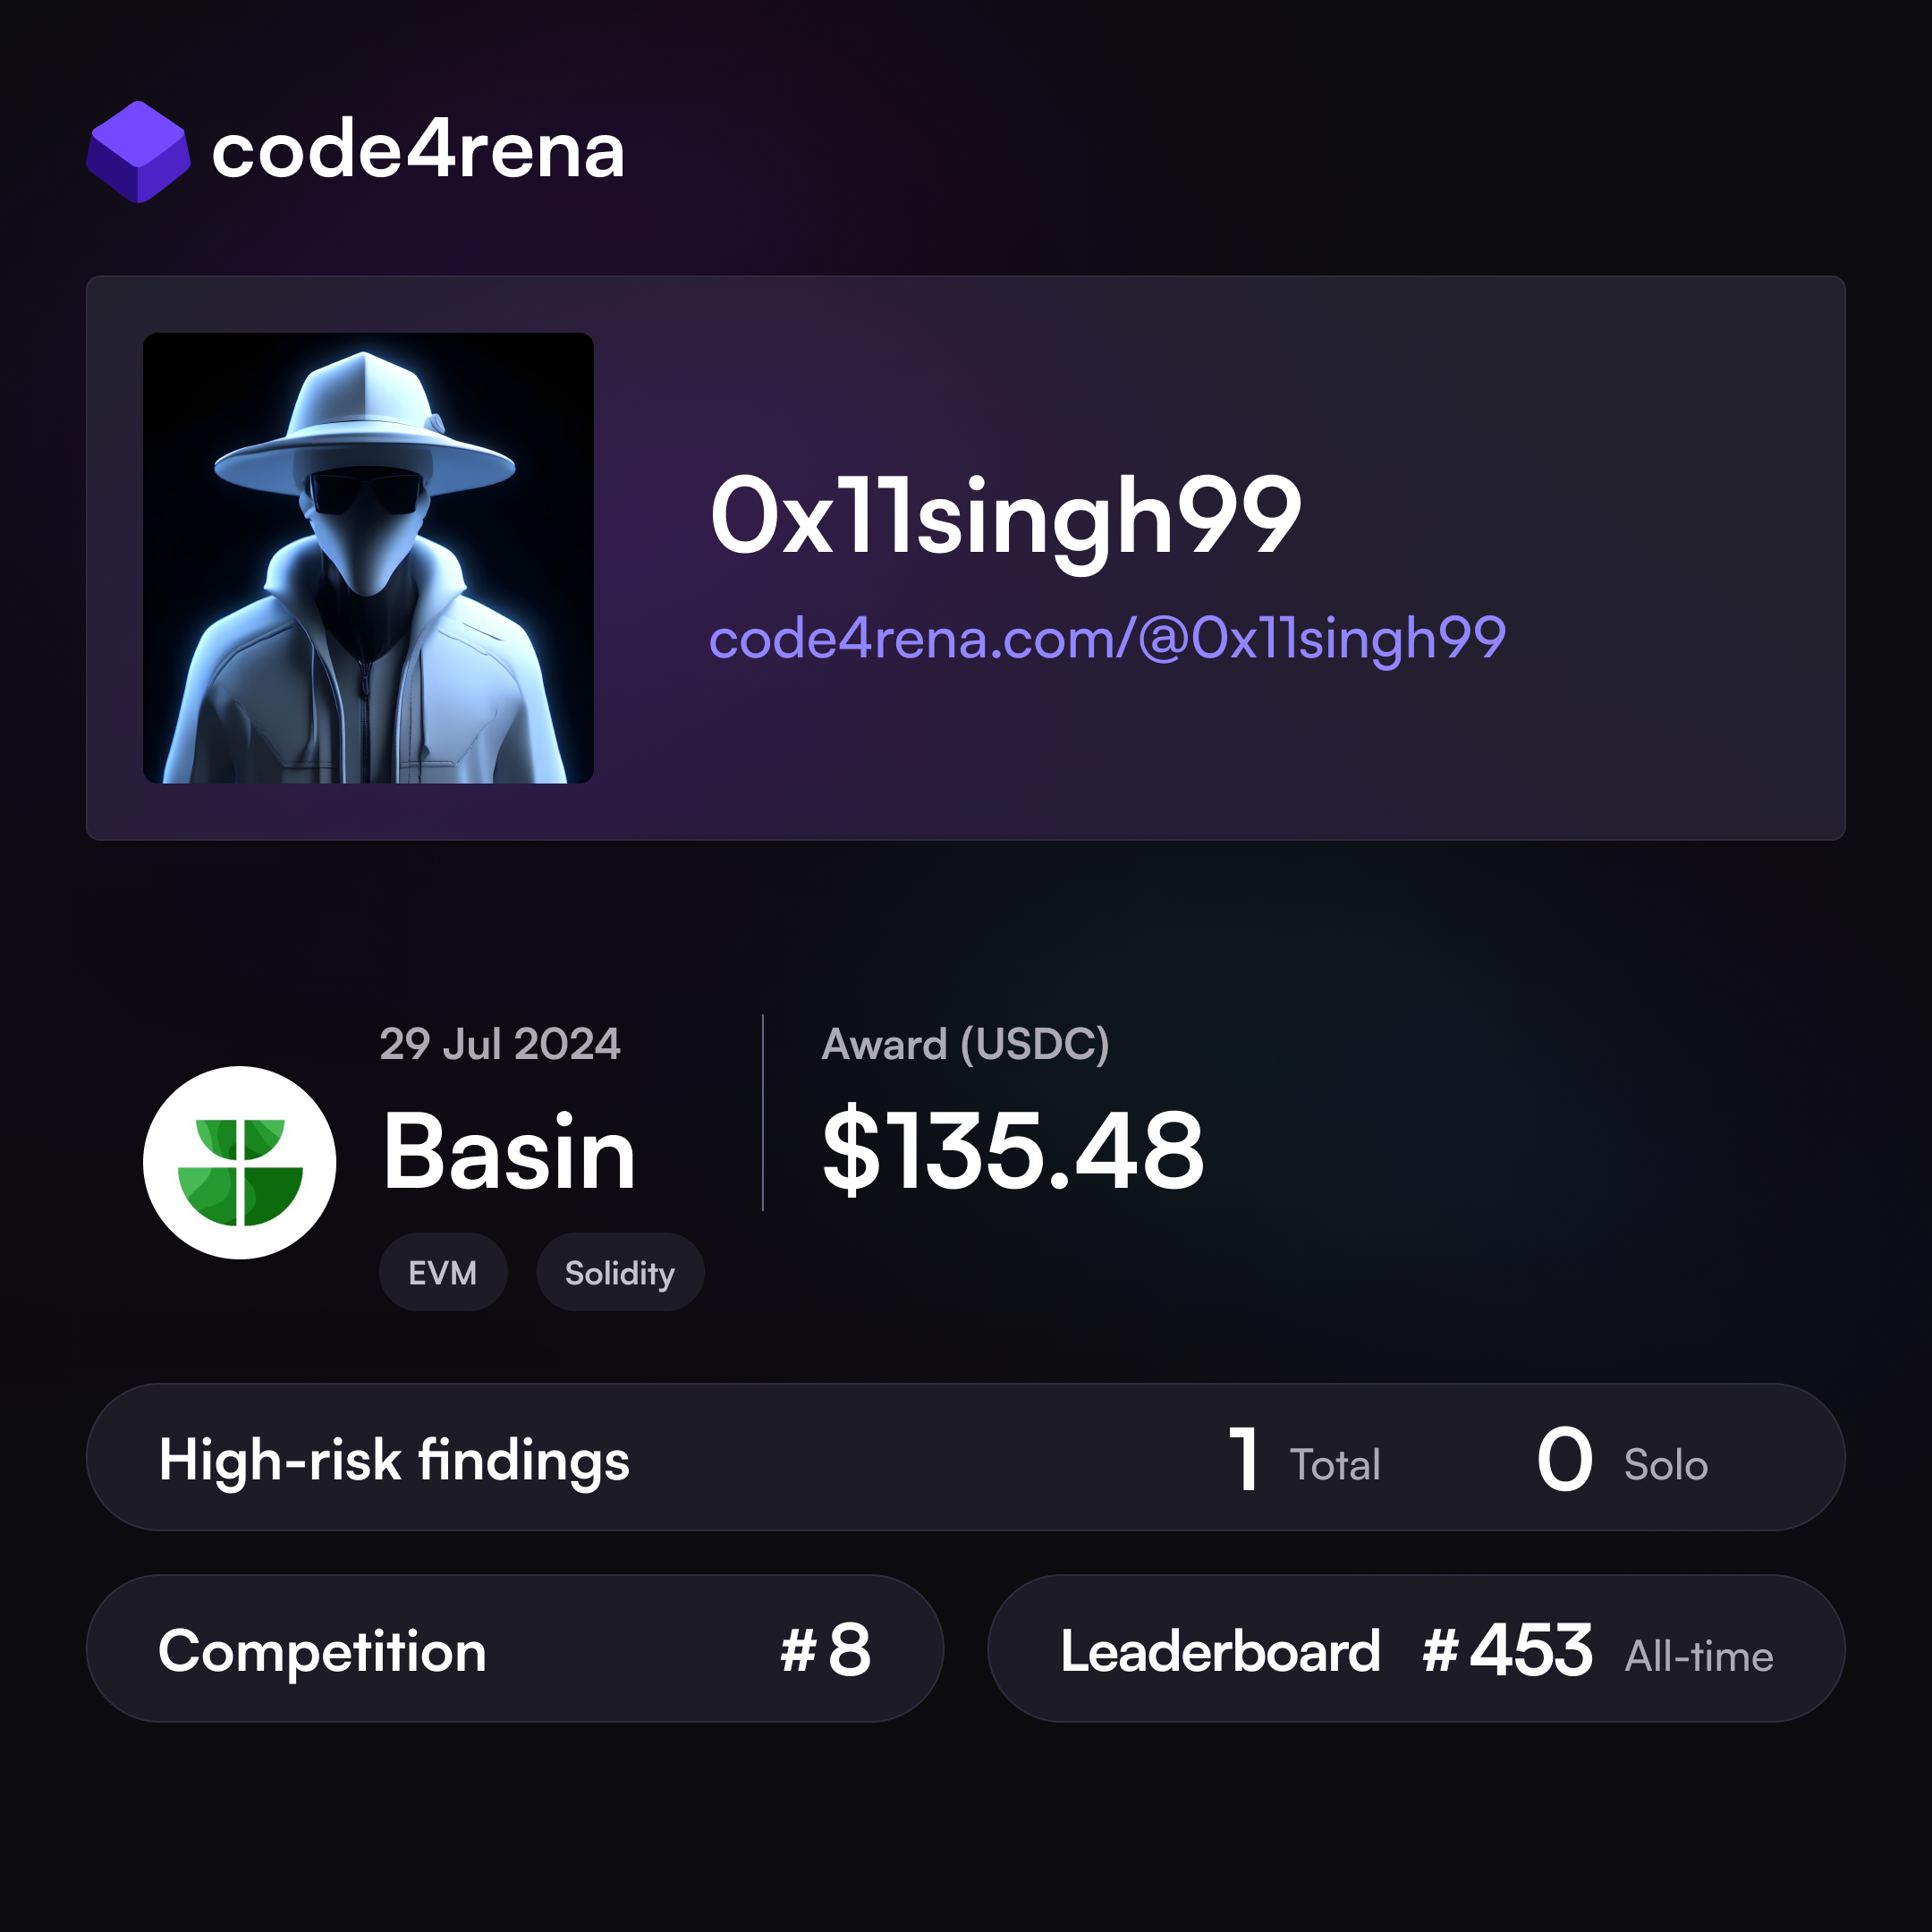 code4rena
0x11singh99
code4rena.com/@0x11singh99
29 Jul 2024
Basin
EVM Solidity
Award (USDC)
$135.48
High-risk findings 1 Total 0 Solo
Competition #8
Leaderboard #453 All-time